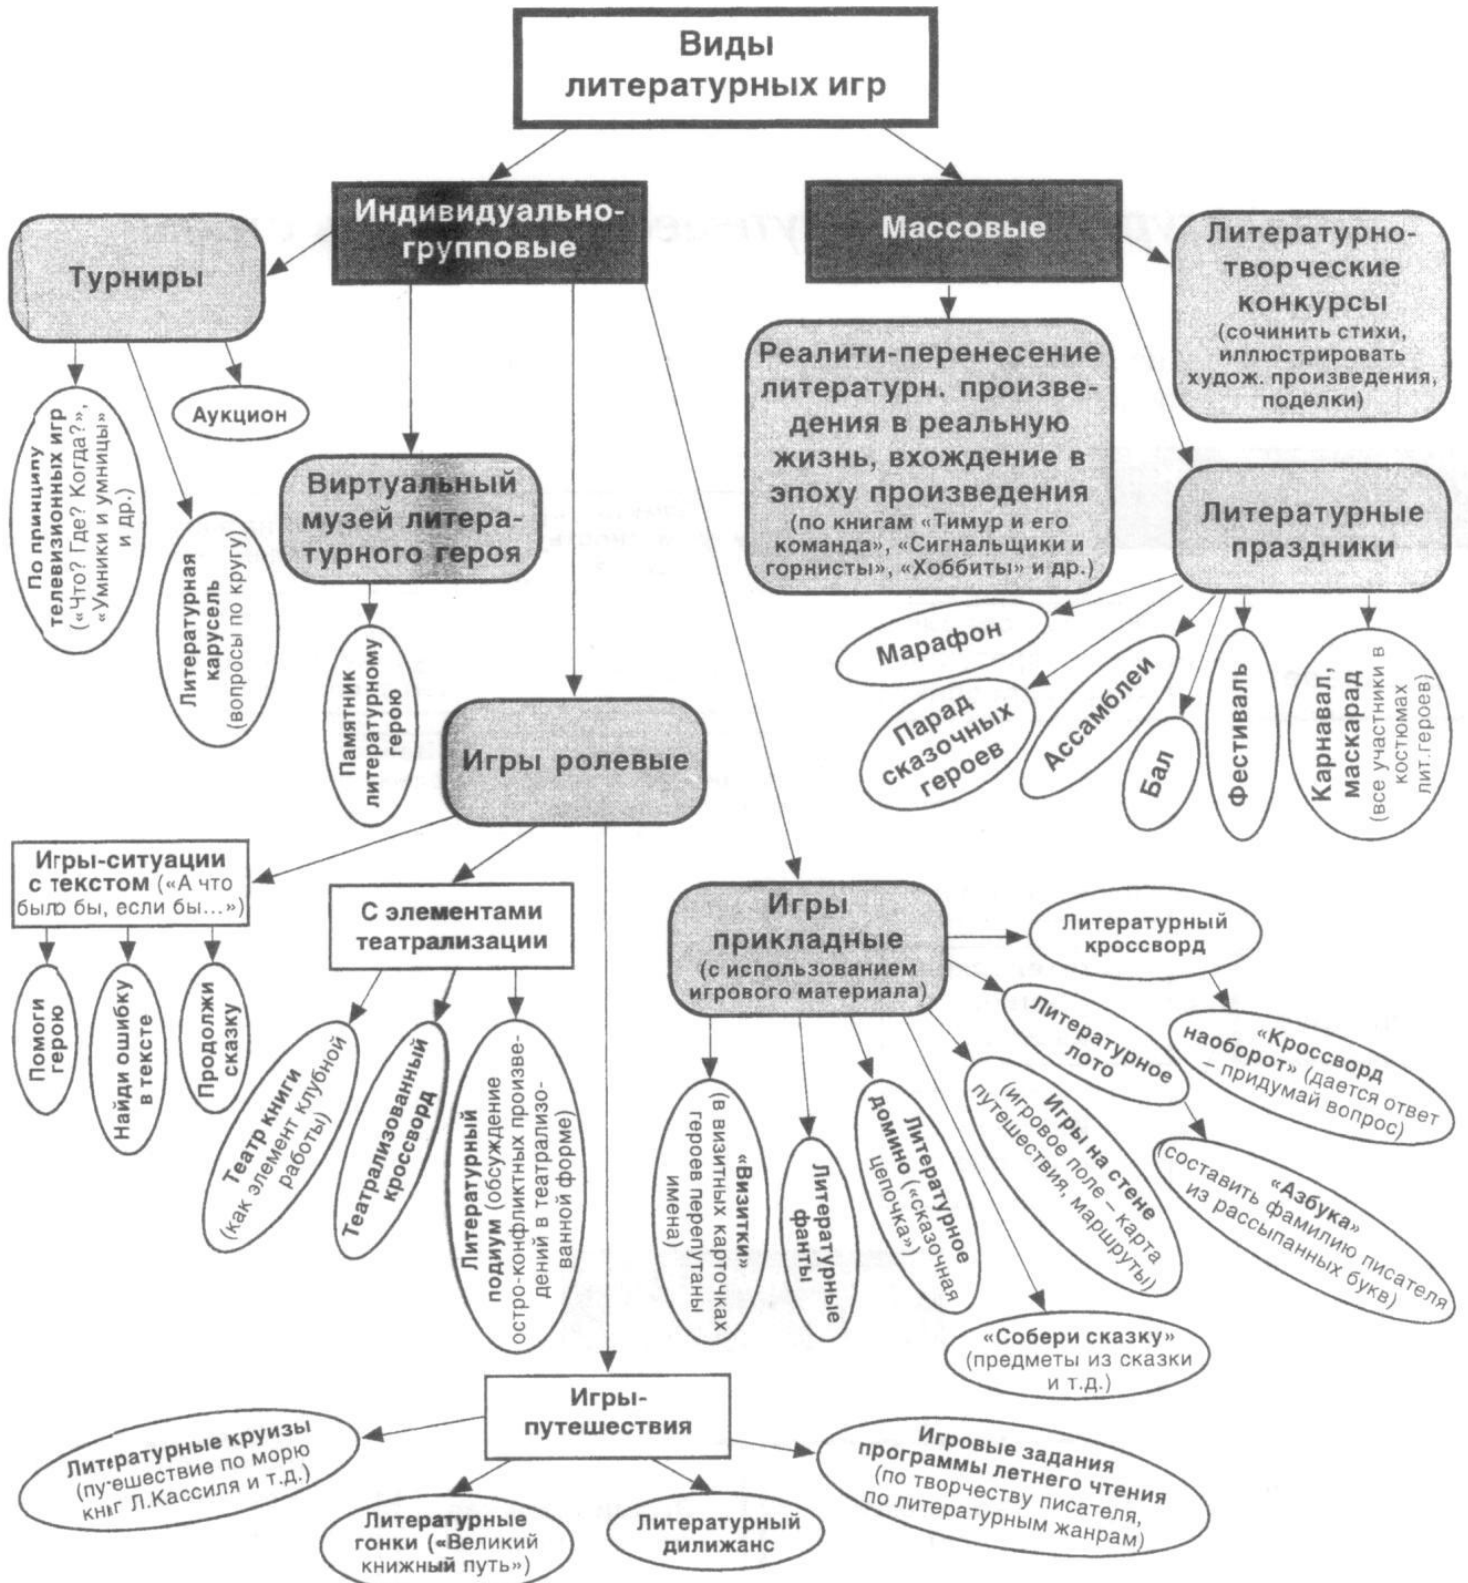 Виды
литературных игр
Индивидуально-
групповые
Массовые
Турниры
Литературно-
творческие
конкурсы
(сочинить стихи,
иллюстрировать
худож. произведения,
поделки)
Реалити-перенесение
литературн. произве-
дения в реальную
жизнь, вхождение в
эпоху произведения
(по книгам «Тимур и его
команда», «Сигнальщики и
горнисты», «Хоббиты» и др.)
Аукцион
По принципу
телевизионных игр
(«Что? Где? Когда?»,
«Умники и умницы»
и др.)
Литературная
карусель
(вопросы по кругу)
Виртуальный
музей литера-
турного героя
Памятник
литературному
герою
Литературные
праздники
Марафон
Парад
сказочных
героев
Ассамблеи
Бал
Фестиваль
Карнавал,
маскарад
(все участники в
костюмах
лит.героев)
Игры ролевые
Игры-ситуации
с текстом («А что
было бы, если бы...»)
Помоги
герою
Найди ошибку
в тексте
Продолжи
сказку
С элементами
театрализации
Театр книги
(как элемент клубной
работы)
Театрализованный
кроссворд
Литературный
подиум (обсуждение
остро-конфликтных произве-
дений в театрализо-
ванной форме)
Игры
прикладные
(с использованием
игрового материала)
Литературный
кроссворд
«Кроссворд
наоборот» (дается ответ
– придумай вопрос)
Литературное
лото
«Азбука»
(составить фамилию писателя
из рассыпанных букв)
«Визитки»
(в визитных карточках
героев перепутаны
имена)
Литературные
фанты
Литературное
домино («сказочная
цепочка»)
Игры на стене
(игровое поле – карта
путешествия, маршруты)
«Собери сказку»
(предметы из сказки
и т.д.)
Игры-
путешествия
Литературные круизы
(путешествие по морю
книг Л.Кассиля и т.д.)
Литературные
гонки («Великий
книжный путь»)
Литературный
дилижанс
Игровые задания
программы летнего чтения
(по творчеству писателя,
по литературным жанрам)